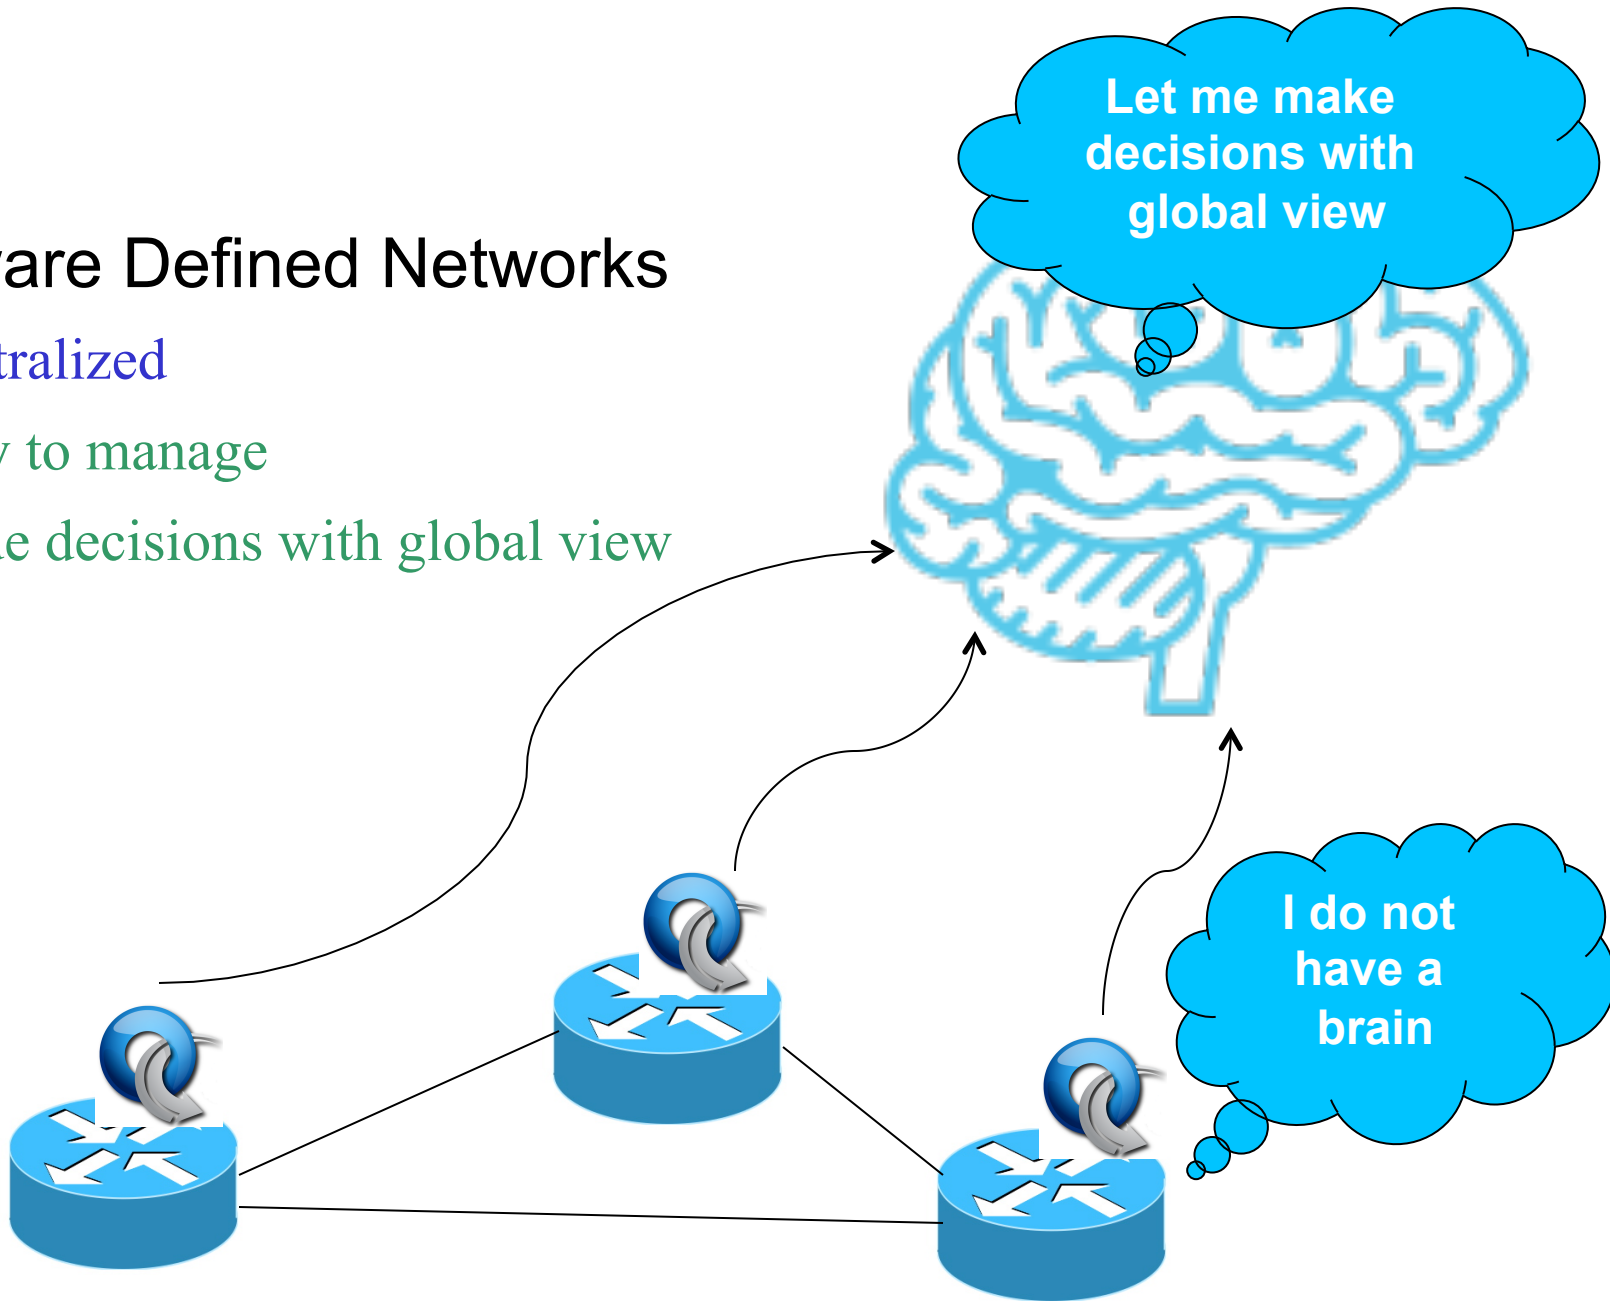 Let me make
decisions with
global view
are Defined Networks
tralized
to manage
decisions with global view
I do not
have a
brain